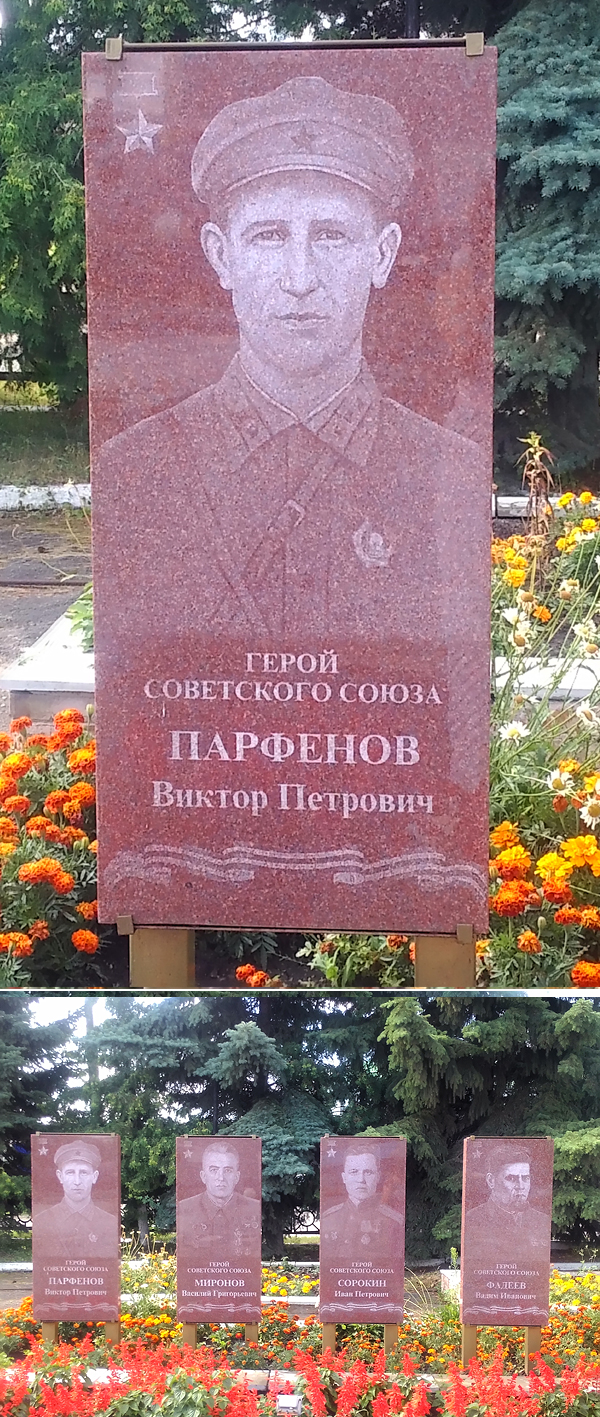 ГЕРОЙ
СОВЕТСКОГО СОЮЗА
ПАРФЕНОВ
Виктор Петрович
ГЕРОЙ
СОВЕТСКОГО СОЮЗА
ПАРФЕНОВ
Виктор Петрович
ГЕРОЙ
СОВЕТСКОГО СОЮЗА
МИРОНОВ
Василий Григорьевич
ГЕРОЙ
СОВЕТСКОГО СОЮЗА
СОРОКИН
Иван Петрович
ГЕРОЙ
СОВЕТСКОГО СОЮЗА
ФАДЕЕВ
Вадим Иванович